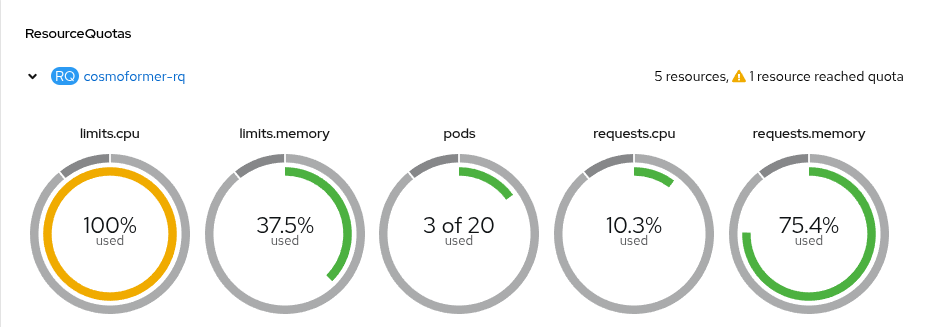 ResourceQuotas
RQ cosmoformer-rq 5 resources, 1 resource reached quota
limits.cpu limits.memory pods requests.cpu requests.memory
100% 37.5% 3 of 20 10.3% 75.4%
used used used used used